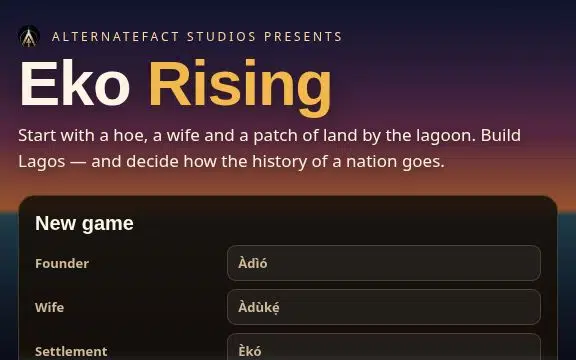 ALTERNATEFACT STUDIOS PRESENTS
Eko Rising
Start with a hoe, a wife and a patch of land by the lagoon. Build
Lagos — and decide how the history of a nation goes.
New game
Founder
Àdìó
Wife
Àdùkẹ́
Settlement
Èkó